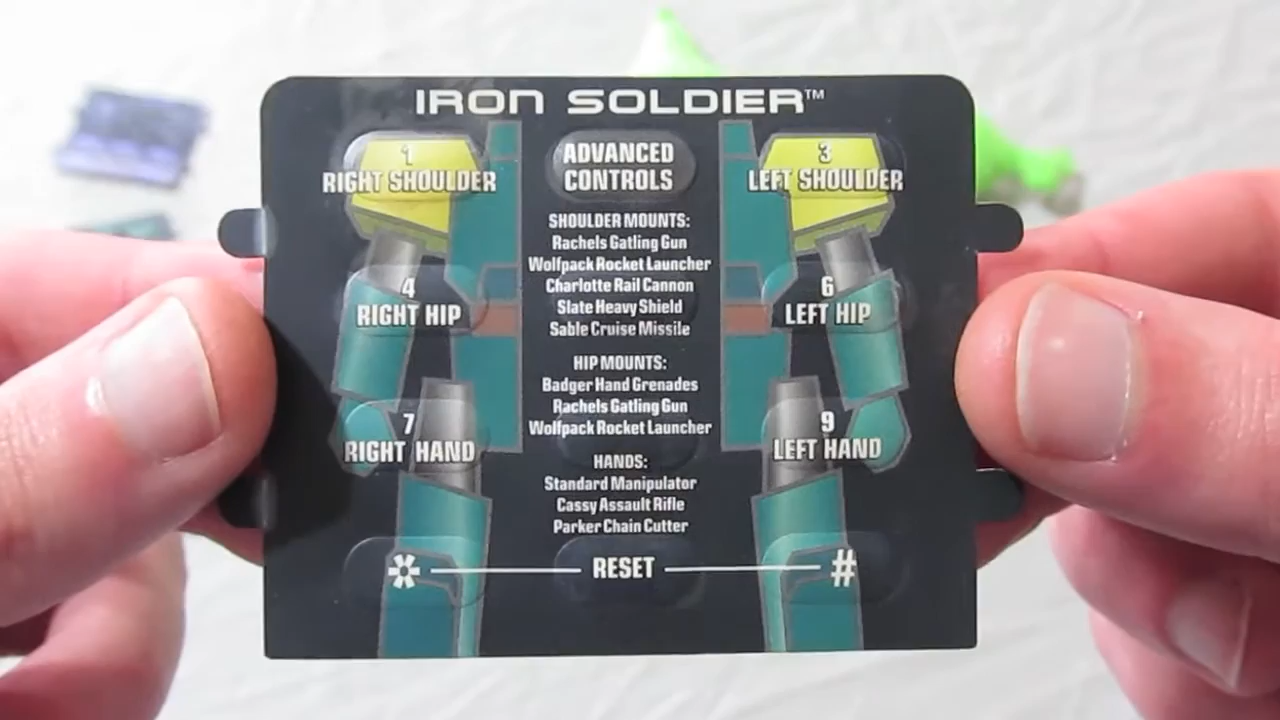 IRON SOLDIER™
1
RIGHT SHOULDER
ADVANCED
CONTROLS
3
LEFT SHOULDER
SHOULDER MOUNTS:
Rachels Gatling Gun
Wolfpack Rocket Launcher
Charlotte Rail Cannon
Slate Heavy Shield
Sable Cruise Missile
4
RIGHT HIP
6
LEFT HIP
HIP MOUNTS:
Badger Hand Grenades
Rachels Gatling Gun
Wolfpack Rocket Launcher
7
RIGHT HAND
9
LEFT HAND
HANDS:
Standard Manipulator
Cassy Assault Rifle
Parker Chain Cutter
* RESET #